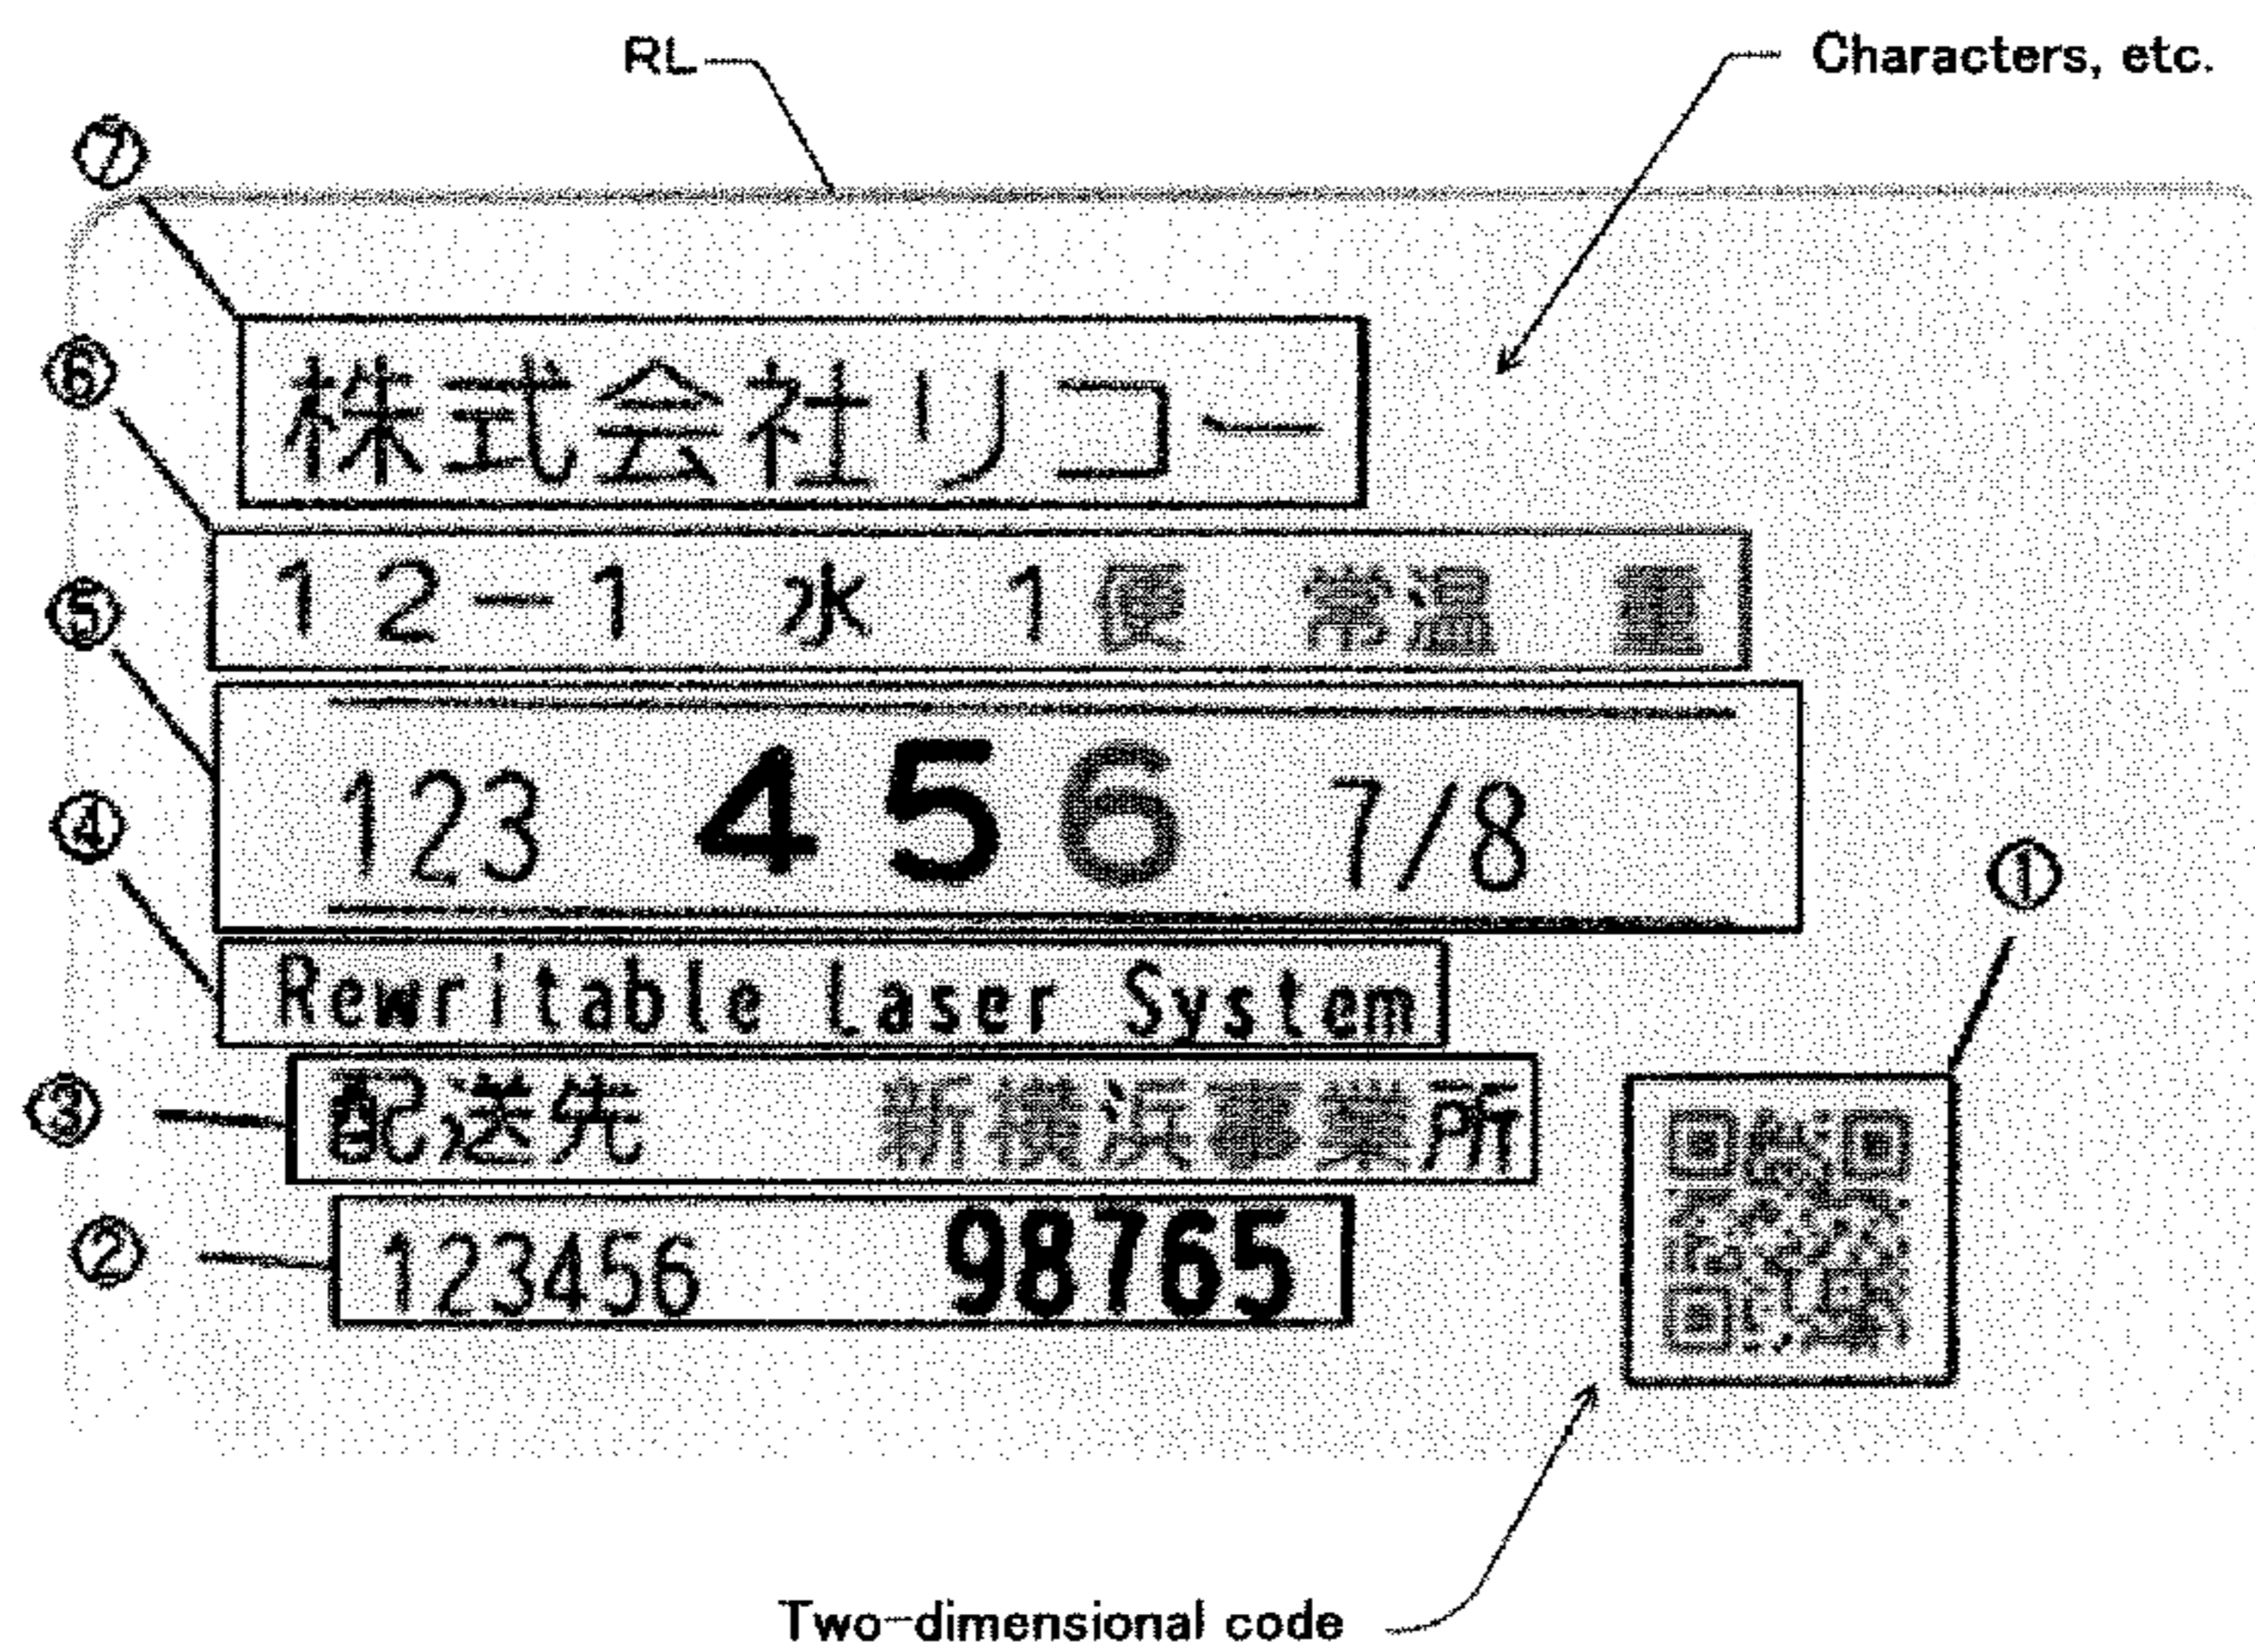 RL
Characters, etc.
⑦
株式会社リコー
⑥
12-1 水 1便 常温 重
⑤
123 456 7/8
④
Rewritable Laser System
①
③
配送先 新横浜事業所
②
123456 98765
Two-dimensional code